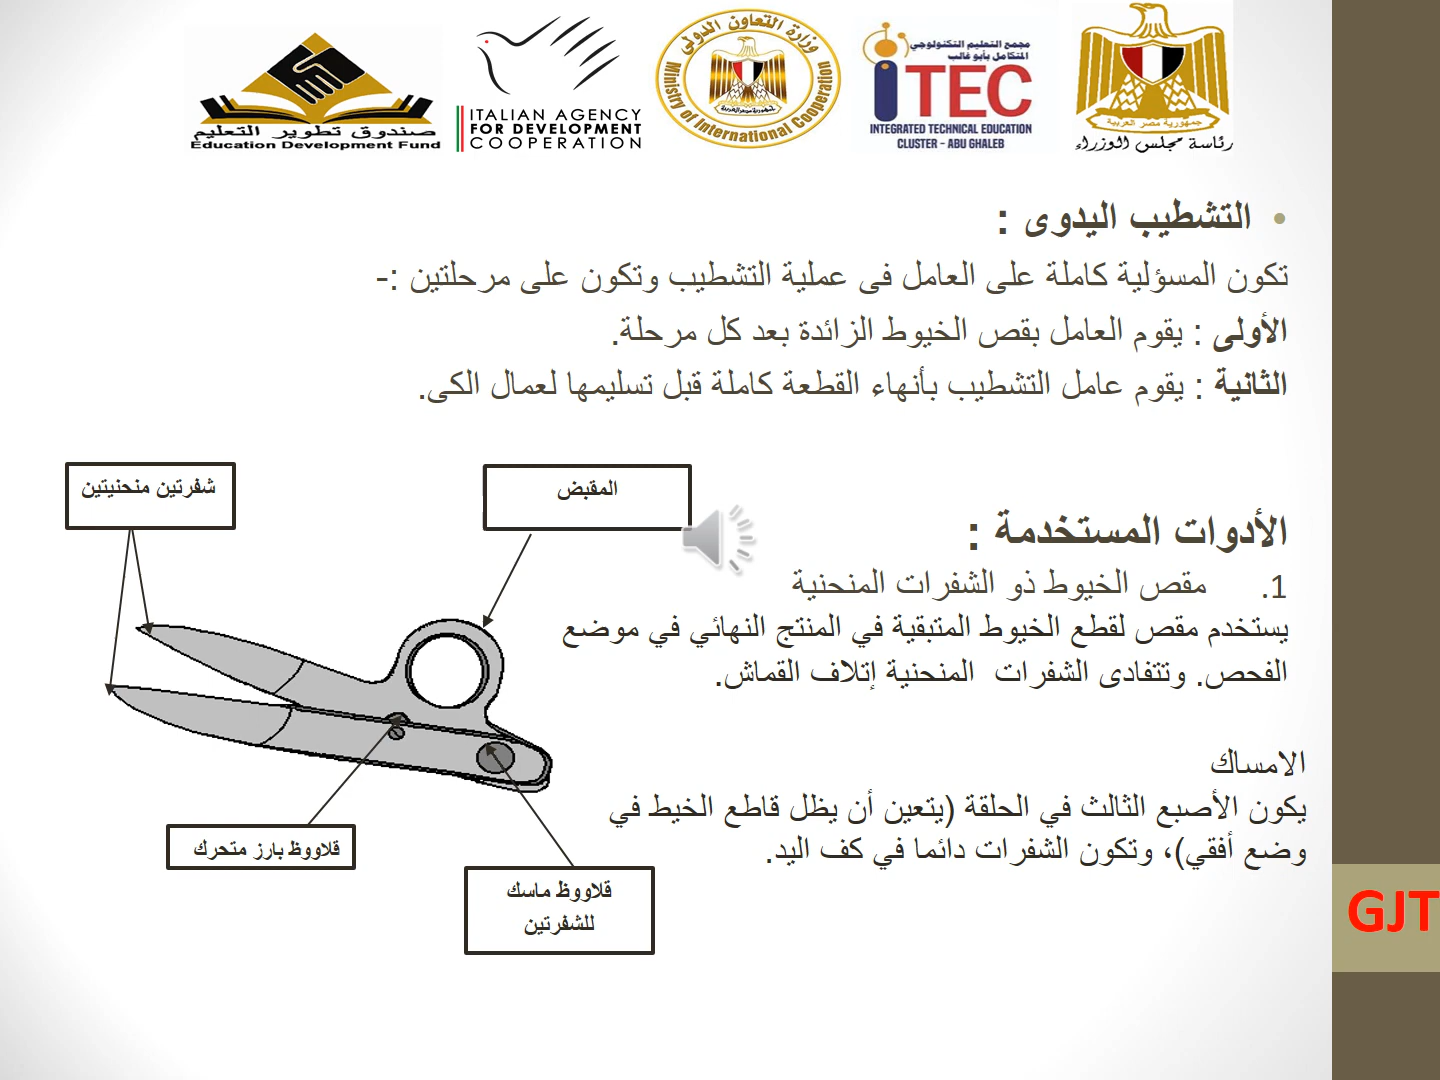 صندوق تطوير التعليم
Education Development Fund
ITALIAN AGENCY
FOR DEVELOPMENT
COOPERATION
وزارة التعاون الدولى
Ministry of International Cooperation
مجمع التعليم التكنولوجي
المتكامل بأبو غالب
iTEC
INTEGRATED TECHNICAL EDUCATION
CLUSTER - ABU GHALEB
جمهورية مصر العربية
رئاسة مجلس الوزراء
• التشطيب اليدوى :
تكون المسؤلية كاملة على العامل فى عملية التشطيب وتكون على مرحلتين :-
الأولى : يقوم العامل بقص الخيوط الزائدة بعد كل مرحلة.
الثانية : يقوم عامل التشطيب بأنهاء القطعة كاملة قبل تسليمها لعمال الكى.
شفرتين منحنيتين
المقبض
الأدوات المستخدمة :
1. مقص الخيوط ذو الشفرات المنحنية
يستخدم مقص لقطع الخيوط المتبقية في المنتج النهائي في موضع
الفحص. وتتفادى الشفرات المنحنية إتلاف القماش.
الامساك
يكون الأصبع الثالث في الحلقة (يتعين أن يظل قاطع الخيط في
وضع أفقي)، وتكون الشفرات دائما في كف اليد.
قلاووظ بارز متحرك
قلاووظ ماسك
للشفرتين
GJT